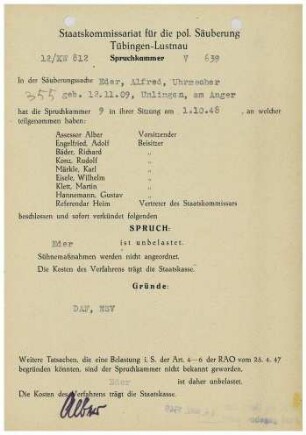 Staatskommissariat für die pol. Säuberung
Tübingen-Lustnau
12/XW 812 Spruchkammer V 639
In der Säuberungssache Eder, Alfred, Uhrmacher
355 geb. 12.11.09, Uhlingen, am Anger
hat die Spruchkammer 9 in ihrer Sitzung am 1.10.48 , an welcher
teilgenommen haben:
Assessor Alber Vorsitzender
Engelfried, Adolf Beisitzer
Bäder, Richard „
Konz, Rudolf „
Märkle, Karl „
Eisele, Wilhelm „
Klett, Martin „
Hannemann, Gustav „
Referendar Heim Vertreter des Staatskommissars
beschlossen und sofort verkündet folgenden
SPRUCH:
Eder ist unbelastet.
Sühnemaßnahmen werden nicht angeordnet.
Die Kosten des Verfahrens trägt die Staatskasse.
Gründe:
DAF, NSV
Weitere Tatsachen, die eine Belastung i. S. der Art. 4—6 der RAO vom 25. 4. 47
begründen könnten, sind der Spruchkammer nicht bekannt geworden.
Eder ist daher unbelastet.
Die Kosten des Verfahrens trägt die Staatskasse.
Alber